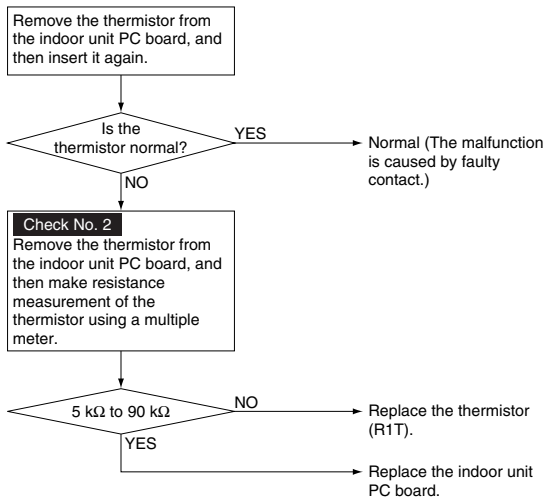 Remove the thermistor from
the indoor unit PC board, and
then insert it again.
Is the
thermistor normal?
YES
Normal (The malfunction
is caused by faulty
contact.)
NO
Check No. 2
Remove the thermistor from
the indoor unit PC board, and
then make resistance
measurement of the
thermistor using a multiple
meter.
5 kΩ to 90 kΩ
NO
Replace the thermistor
(R1T).
YES
Replace the indoor unit
PC board.